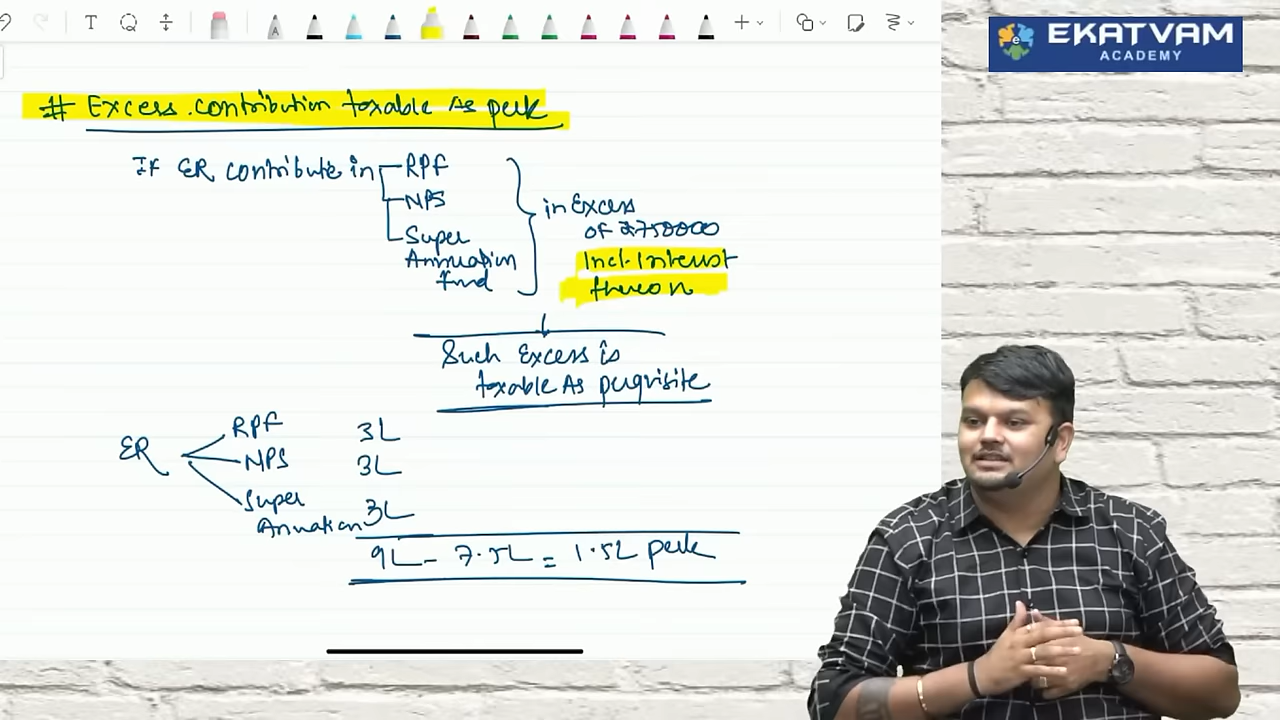 EKATVAM
ACADEMY
# Excess contribution taxable As perk
If ER contribute in RPF
NPS
Super
Annuation
fund
in Excess
of ₹750000
Incl. Interest
thereon
Such Excess is
taxable As perquisite
ER
RPF 3L
NPS 3L
Super
Annuation 3L
9L - 7.5L = 1.5L perk